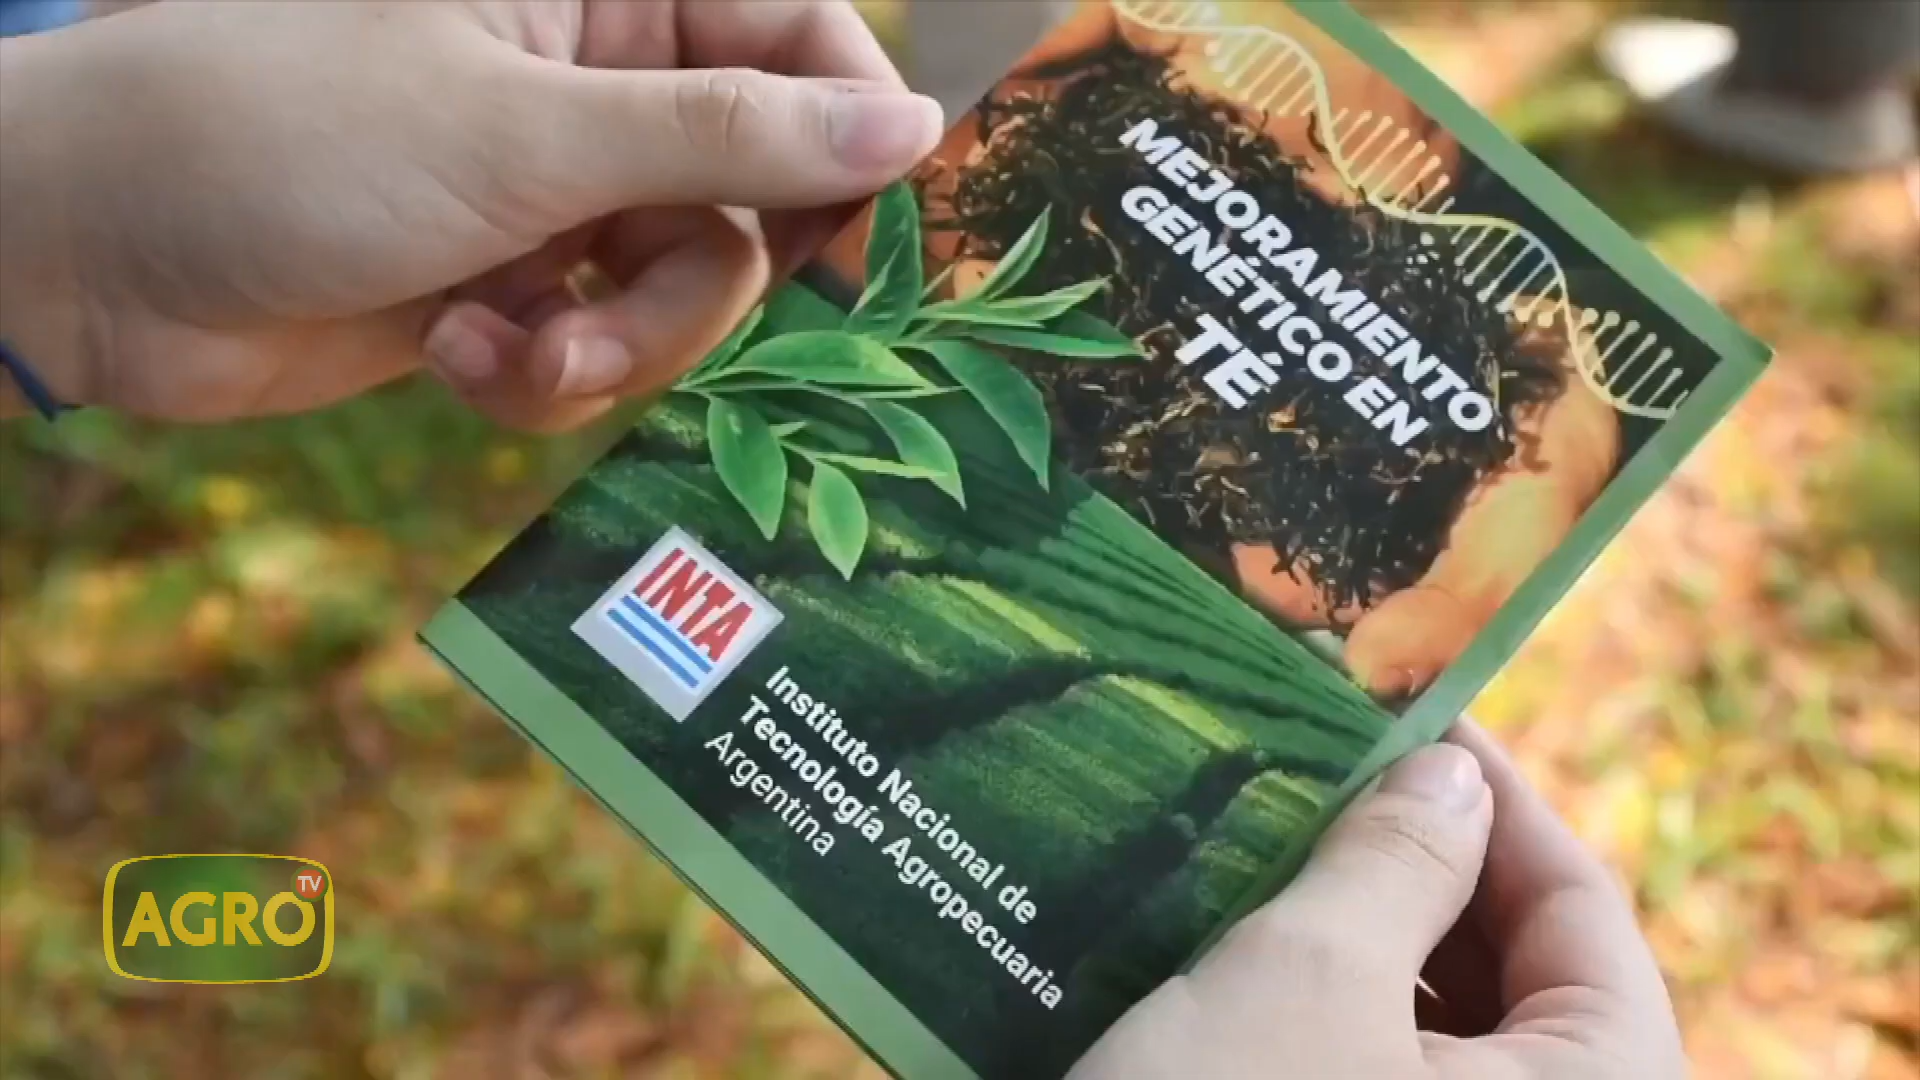 MEJORAMIENTO
GENÉTICO EN
TÉ
INTA
Instituto Nacional de
Tecnología Agropecuaria
Argentina
AGRO TV